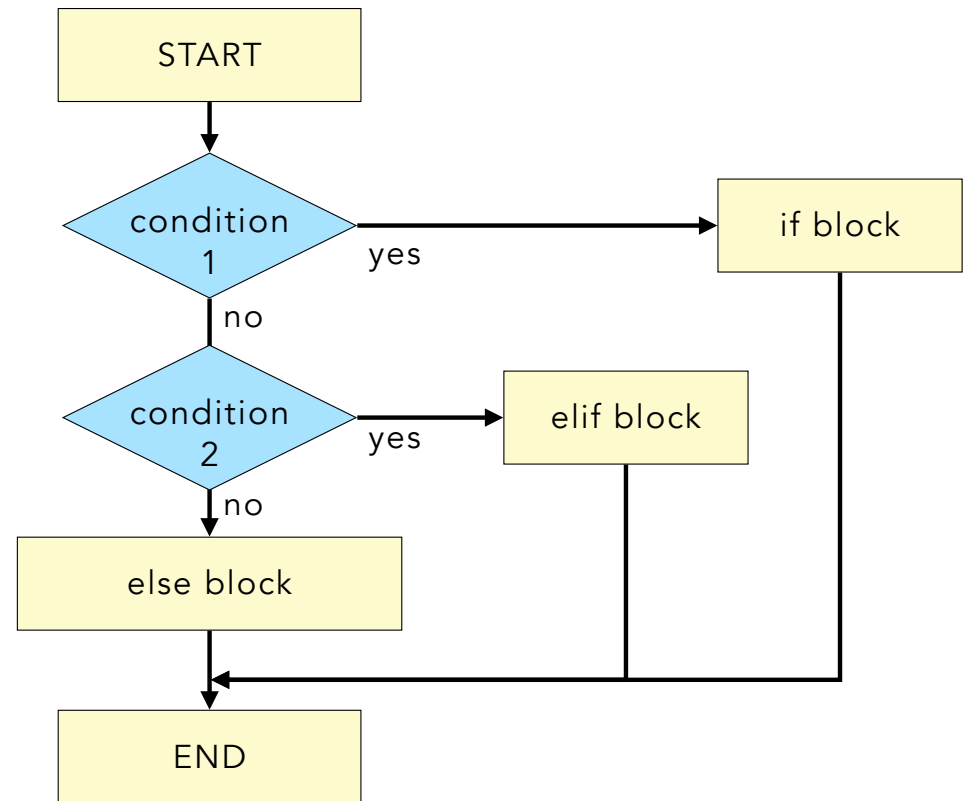 START
condition
1
yes
if block
no
condition
2
yes
elif block
no
else block
END